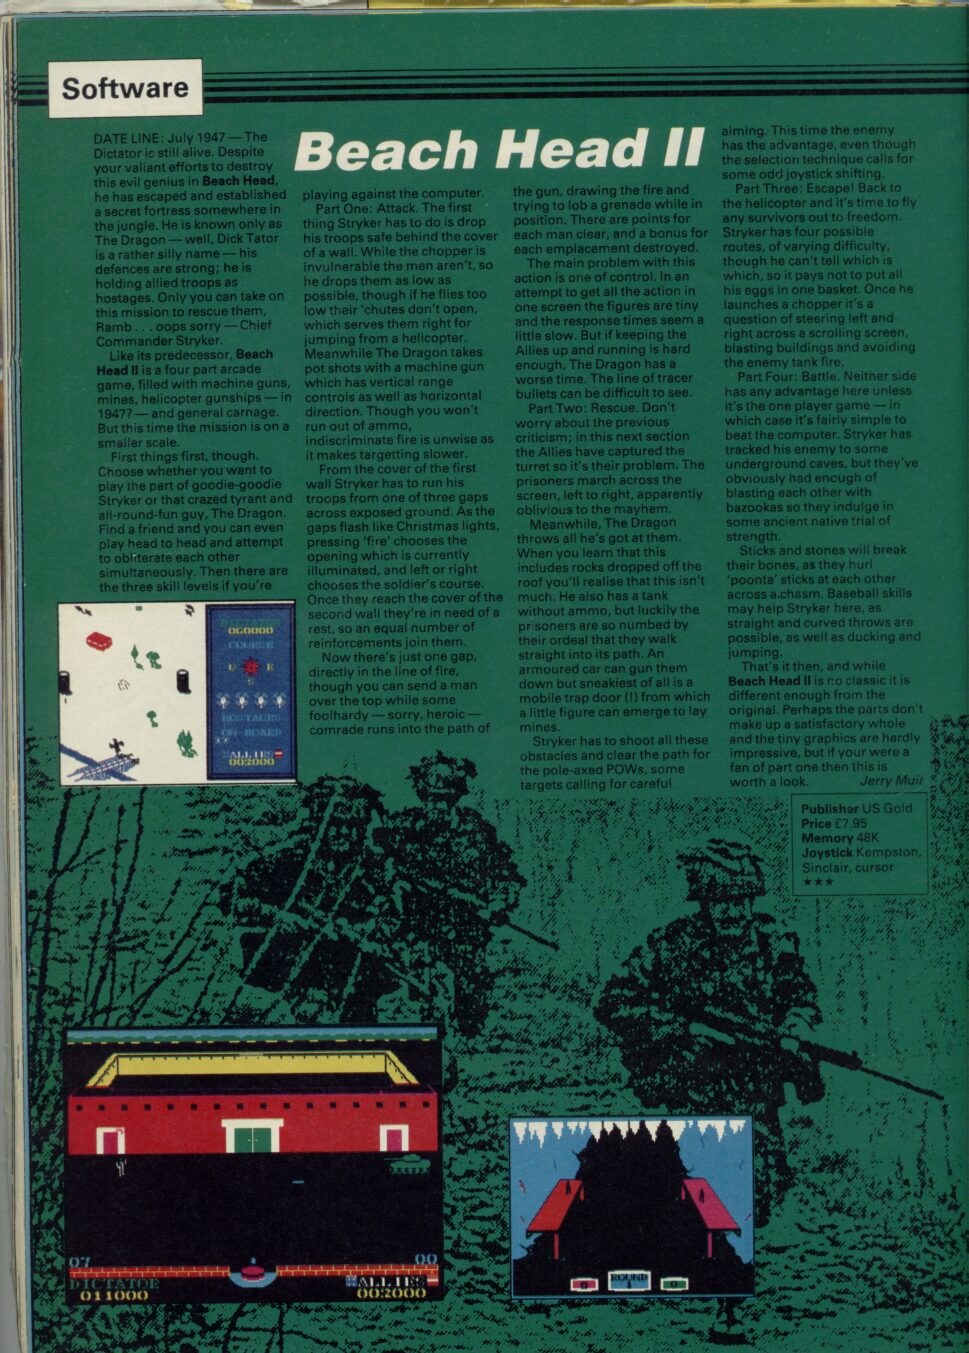 Software
Beach Head II
DATE LINE: July 1947 — The
Dictator is still alive. Despite
your valiant efforts to destroy
this evil genius in Beach Head,
he has escaped and established
a secret fortress somewhere in
the jungle. He is known only as
The Dragon — well, Dick Tator
is a rather silly name — his
defences are strong; he is
holding allied troops as
hostages. Only you can take on
this mission to rescue them,
Ramb . . . oops sorry — Chief
Commander Stryker.
Like its predecessor, Beach
Head II is a four part arcade
game, filled with machine guns,
mines, helicopter gunships — in
1947? — and general carnage.
But this time the mission is on a
smaller scale.
First things first, though.
Choose whether you want to
play the part of goodie-goodie
Stryker or that crazed tyrant and
all-round-fun guy, The Dragon.
Find a friend and you can even
play head to head and attempt
to obliterate each other
simultaneously. Then there are
the three skill levels if you're
playing against the computer.
Part One: Attack. The first
thing Stryker has to do is drop
his troops safe behind the cover
of a wall. While the chopper is
invulnerable the men aren't, so
he drops them as low as
possible, though if he flies too
low their 'chutes don't open,
which serves them right for
jumping from a helicopter.
Meanwhile The Dragon takes
pot shots with a machine gun
which has vertical range
controls as well as horizontal
direction. Though you won't
run out of ammo,
indiscriminate fire is unwise as
it makes targetting slower.
From the cover of the first
wall Stryker has to run his
troops from one of three gaps
across exposed ground. As the
gaps flash like Christmas lights,
pressing 'fire' chooses the
opening which is currently
illuminated, and left or right
chooses the soldier's course.
Once they reach the cover of the
second wall they're in need of a
rest, so an equal number of
reinforcements join them.
Now there's just one gap,
directly in the line of fire,
though you can send a man
over the top while some
foolhardy — sorry, heroic —
comrade runs into the path of
the gun, drawing the fire and
trying to lob a grenade while in
position. There are points for
each man clear, and a bonus for
each emplacement destroyed.
The main problem with this
action is one of control. In an
attempt to get all the action in
one screen the figures are tiny
and the response times seem a
little slow. But if keeping the
Allies up and running is hard
enough, The Dragon has a
worse time. The line of tracer
bullets can be difficult to see.
Part Two: Rescue. Don't
worry about the previous
criticism; in this next section
the Allies have captured the
turret so it's their problem. The
prisoners march across the
screen, left to right, apparently
oblivious to the mayhem.
Meanwhile, The Dragon
throws all he's got at them.
When you learn that this
includes rocks dropped off the
roof you'll realise that this isn't
much. He also has a tank
without ammo, but luckily the
prisoners are so numbed by
their ordeal that they walk
straight into its path. An
armoured car can gun them
down but sneakiest of all is a
mobile trap door (!) from which
a little figure can emerge to lay
mines.
Stryker has to shoot all these
obstacles and clear the path for
the pole-axed POWs, some
targets calling for careful
aiming. This time the enemy
has the advantage, even though
the selection technique calls for
some odd joystick shifting.
Part Three: Escape! Back to
the helicopter and it's time to fly
any survivors out to freedom.
Stryker has four possible
routes, of varying difficulty,
though he can't tell which is
which, so it pays not to put all
his eggs in one basket. Once he
launches a chopper it's a
question of steering left and
right across a scrolling screen,
blasting buildings and avoiding
the enemy tank fire.
Part Four: Battle. Neither side
has any advantage here unless
it's the one player game — in
which case it's fairly simple to
beat the computer. Stryker has
tracked his enemy to some
underground caves, but they've
obviously had enough of
blasting each other with
bazookas so they indulge in
some ancient native trial of
strength.
Sticks and stones will break
their bones, as they hurl
'poonta' sticks at each other
across a chasm. Baseball skills
may help Stryker here, as
straight and curved throws are
possible, as well as ducking and
jumping.
That's it then, and while
Beach Head II is no classic it is
different enough from the
original. Perhaps the parts don't
make up a satisfactory whole
and the tiny graphics are hardly
impressive, but if your were a
fan of part one then this is
worth a look. Jerry Muir
Publisher US Gold
Price £7.95
Memory 48K
Joystick Kempston,
Sinclair, cursor
★★★
DICTATOR
060000
COURSE
E
S
HOSTAGES
ON-BOARD
ALLIES
002000
07 00
DICTATOR ALLIES
011000 002000
ROUND
0 1 0